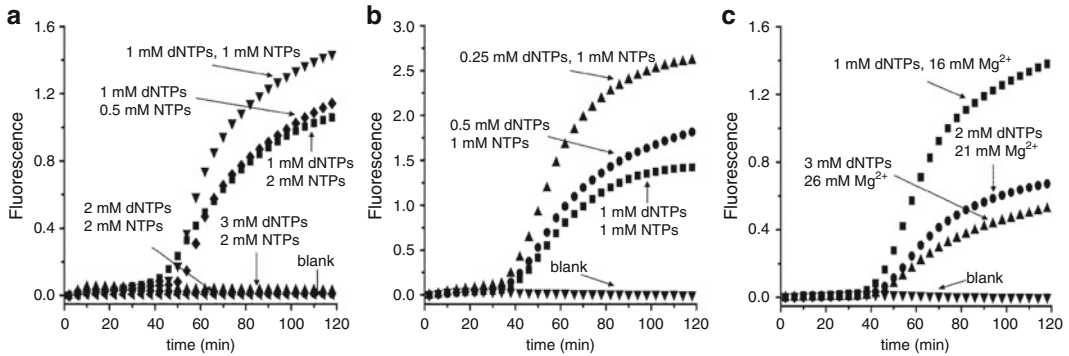 a
1.6
1.2
0.8
0.4
0.0
Fluorescence
0 20 40 60 80 100 120
time (min)
1 mM dNTPs, 1 mM NTPs
1 mM dNTPs
0.5 mM NTPs
1 mM dNTPs
2 mM NTPs
2 mM dNTPs
2 mM NTPs
3 mM dNTPs
2 mM NTPs
blank
b
3.0
2.5
2.0
1.5
1.0
0.5
0.0
Fluorescence
0 20 40 60 80 100 120
time (min)
0.25 mM dNTPs, 1 mM NTPs
0.5 mM dNTPs
1 mM NTPs
1 mM dNTPs
1 mM NTPs
blank
c
1.6
1.2
0.8
0.4
0.0
Fluorescence
0 20 40 60 80 100 120
time (min)
1 mM dNTPs, 16 mM Mg²⁺
2 mM dNTPs
21 mM Mg²⁺
3 mM dNTPs
26 mM Mg²⁺
blank